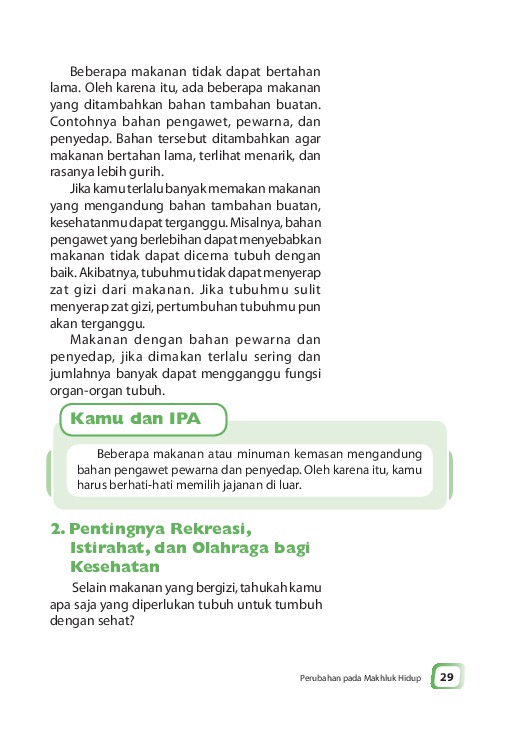 Beberapa makanan tidak dapat bertahan
lama. Oleh karena itu, ada beberapa makanan
yang ditambahkan bahan tambahan buatan.
Contohnya bahan pengawet, pewarna, dan
penyedap. Bahan tersebut ditambahkan agar
makanan bertahan lama, terlihat menarik, dan
rasanya lebih gurih.
Jika kamu terlalu banyak memakan makanan
yang mengandung bahan tambahan buatan,
kesehatanmu dapat terganggu. Misalnya, bahan
pengawet yang berlebihan dapat menyebabkan
makanan tidak dapat dicerna tubuh dengan
baik. Akibatnya, tubuhmu tidak dapat menyerap
zat gizi dari makanan. Jika tubuhmu sulit
menyerap zat gizi, pertumbuhan tubuhmu pun
akan terganggu.
Makanan dengan bahan pewarna dan
penyedap, jika dimakan terlalu sering dan
jumlahnya banyak dapat mengganggu fungsi
organ-organ tubuh.
Kamu dan IPA
Beberapa makanan atau minuman kemasan mengandung
bahan pengawet pewarna dan penyedap. Oleh karena itu, kamu
harus berhati-hati memilih jajanan di luar.
2. Pentingnya Rekreasi,
Istirahat, dan Olahraga bagi
Kesehatan
Selain makanan yang bergizi, tahukah kamu
apa saja yang diperlukan tubuh untuk tumbuh
dengan sehat?
Perubahan pada Makhluk Hidup 29